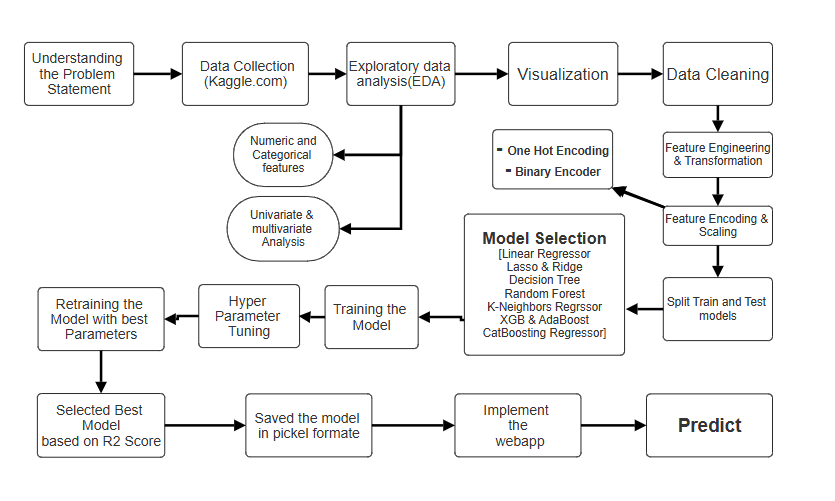 Understanding
the Problem
Statement
Data Collection
(Kaggle.com)
Exploratory data
analysis(EDA)
Visualization
Data Cleaning
Numeric and
Categorical
features
Univariate &
multivariate
Analysis
Feature Engineering
& Transformation
- One Hot Encoding
- Binary Encoder
Feature Encoding &
Scaling
Split Train and Test
models
Model Selection
[Linear Regressor
Lasso & Ridge
Decision Tree
Random Forest
K-Neighbors Regrssor
XGB & AdaBoost
CatBoosting Regressor]
Training the
Model
Hyper
Parameter
Tuning
Retraining the
Model with best
Parameters
Selected Best
Model
based on R2 Score
Saved the model
in pickel formate
Implement
the
webapp
Predict